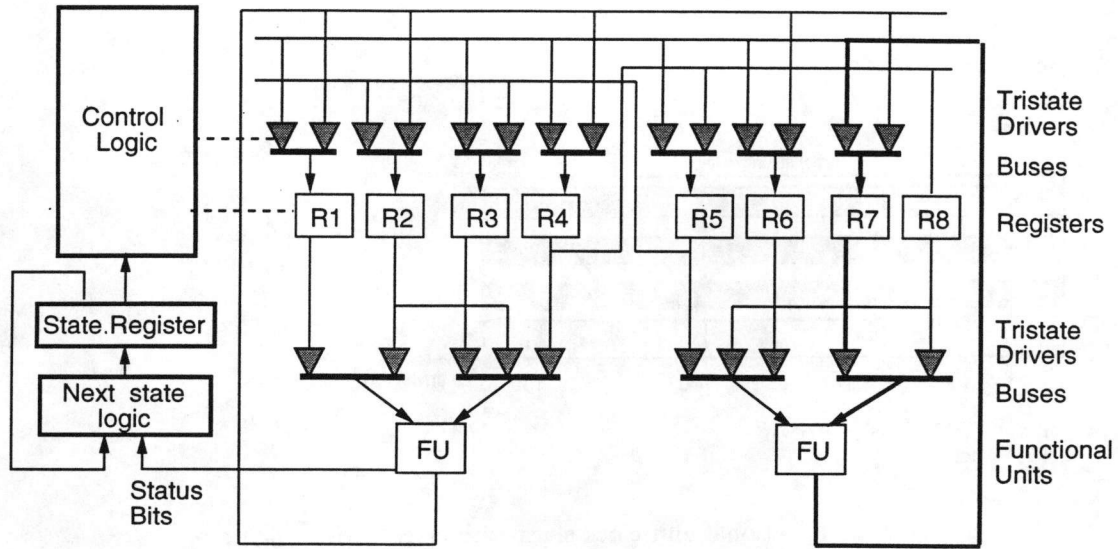 Control
Logic
Tristate
Drivers
Buses
R1
R2
R3
R4
R5
R6
R7
R8
Registers
State.Register
Tristate
Drivers
Next state
logic
Buses
FU
FU
Functional
Units
Status
Bits